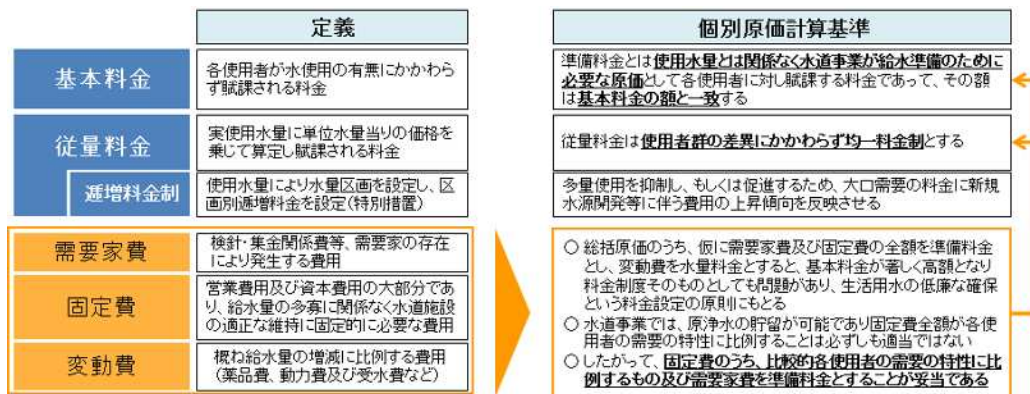 定義
個別原価計算基準
基本料金
各使用者が水使用の有無にかかわら
ず賦課される料金
準備料金とは使用水量とは関係なく水道事業が給水準備のために
必要な原価として各使用者に対し賦課する料金であって、その額
は基本料金の額と一致する
従量料金
実使用水量に単位水量当りの価格を
乗じて算定し賦課される料金
従量料金は使用者群の差異にかかわらず均一料金制とする
逓増料金制
使用水量により水量区画を設定し、区
画別逓増料金を設定(特別措置)
多量使用を抑制し、もしくは促進するため、大口需要の料金に新規
水源開発等に伴う費用の上昇傾向を反映させる
需要家費
検針・集金関係費等、需要家の存在
により発生する費用
固定費
営業費用及び資本費用の大部分であ
り、給水量の多寡に関係なく水道施設
の適正な維持に固定的に必要な費用
変動費
概ね給水量の増減に比例する費用
(薬品費、動力費及び受水費など)
○ 総括原価のうち、仮に需要家費及び固定費の全額を準備料金
とし、変動費を水量料金とすると、基本料金が著しく高額となり
料金制度そのものとしても問題があり、生活用水の低廉な確保
という料金設定の原則にもとる
○ 水道事業では、原浄水の貯留が可能であり固定費全額が各使
用者の需要の特性に比例することは必ずしも適当ではない
○ したがって、固定費のうち、比較的各使用者の需要の特性に比
例するもの及び需要家費を準備料金とすることが妥当である